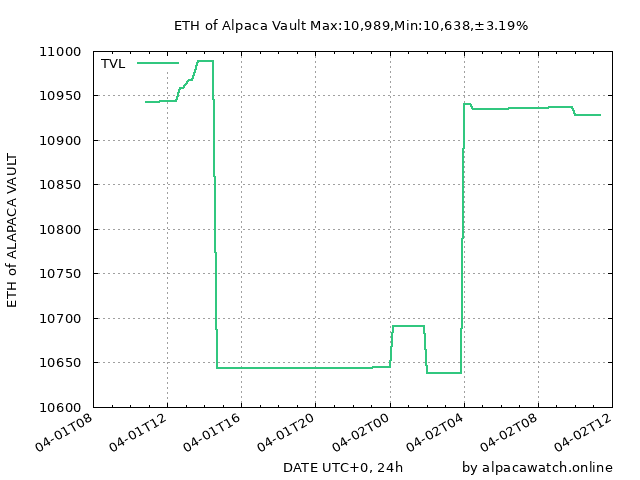 ETH of Alpaca Vault Max:10,989,Min:10,638,±3.19%
TVL
11000
10950
10900
10850
10800
10750
10700
10650
10600
ETH of ALAPACA VAULT
04-01T08
04-01T12
04-01T16
04-01T20
04-02T00
04-02T04
04-02T08
04-02T12
DATE UTC+0, 24h
by alpacawatch.online